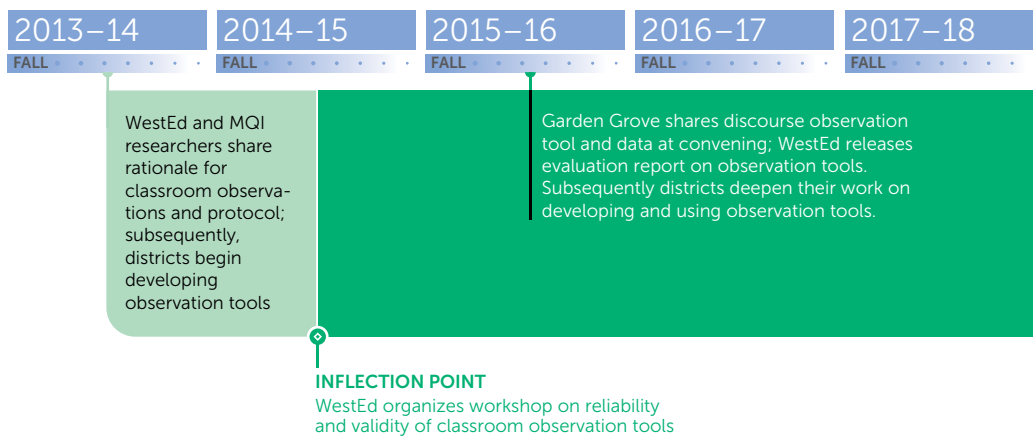 2013–14 2014–15 2015–16 2016–17 2017–18
FALL FALL FALL FALL FALL
WestEd and MQI
researchers share
rationale for
classroom observa-
tions and protocol;
subsequently,
districts begin
developing
observation tools
Garden Grove shares discourse observation
tool and data at convening; WestEd releases
evaluation report on observation tools.
Subsequently districts deepen their work on
developing and using observation tools.
INFLECTION POINT
WestEd organizes workshop on reliability
and validity of classroom observation tools